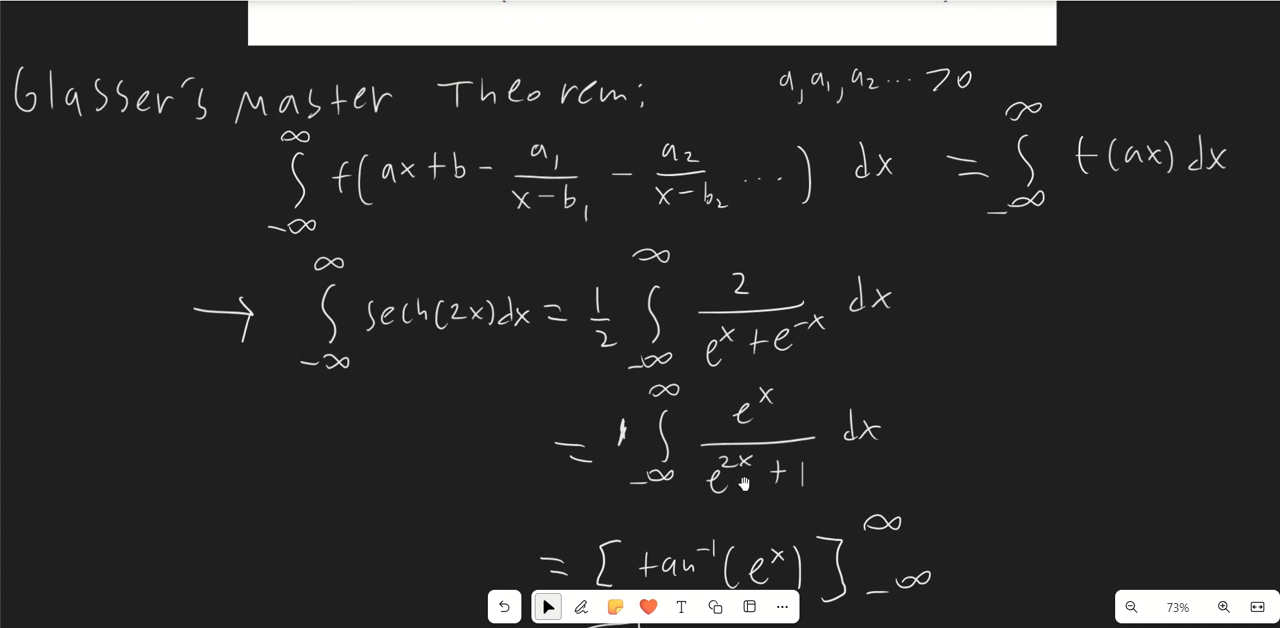 Glasser's Master Theorem: a, a₁, a₂ ... >0
∫_{-∞}^{∞} f(ax+b - a₁/(x-b₁) - a₂/(x-b₂) ...) dx = ∫_{-∞}^{∞} f(ax) dx
→ ∫_{-∞}^{∞} sech(2x)dx = 1/2 ∫_{-∞}^{∞} 2/(e^x + e^{-x}) dx
= ∫_{-∞}^{∞} e^x/(e^{2x} + 1) dx
= [tan^{-1}(e^x)]_{-∞}^{∞}
T
73%